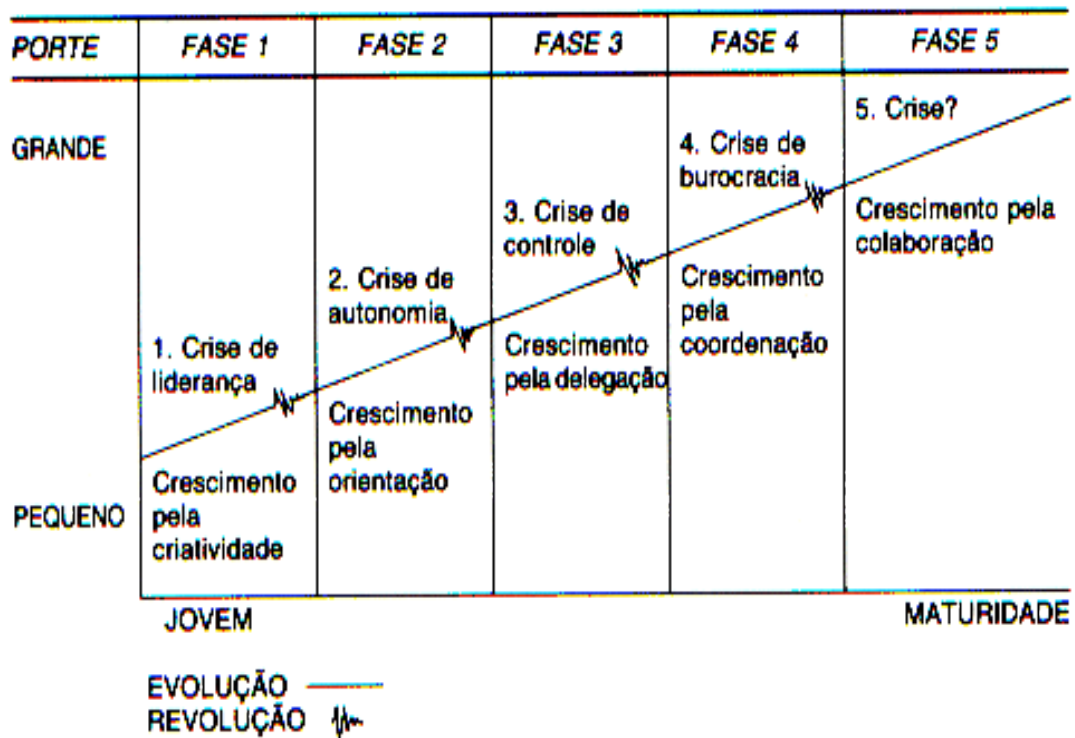 PORTE FASE 1 FASE 2 FASE 3 FASE 4 FASE 5
GRANDE
PEQUENO
1. Crise de
liderança
Crescimento
pela
criatividade
2. Crise de
autonomia
Crescimento
pela
orientação
3. Crise de
controle
Crescimento
pela delegação
4. Crise de
burocracia
Crescimento
pela
coordenação
5. Crise?
Crescimento pela
colaboração
JOVEM
MATURIDADE
EVOLUÇÃO
REVOLUÇÃO